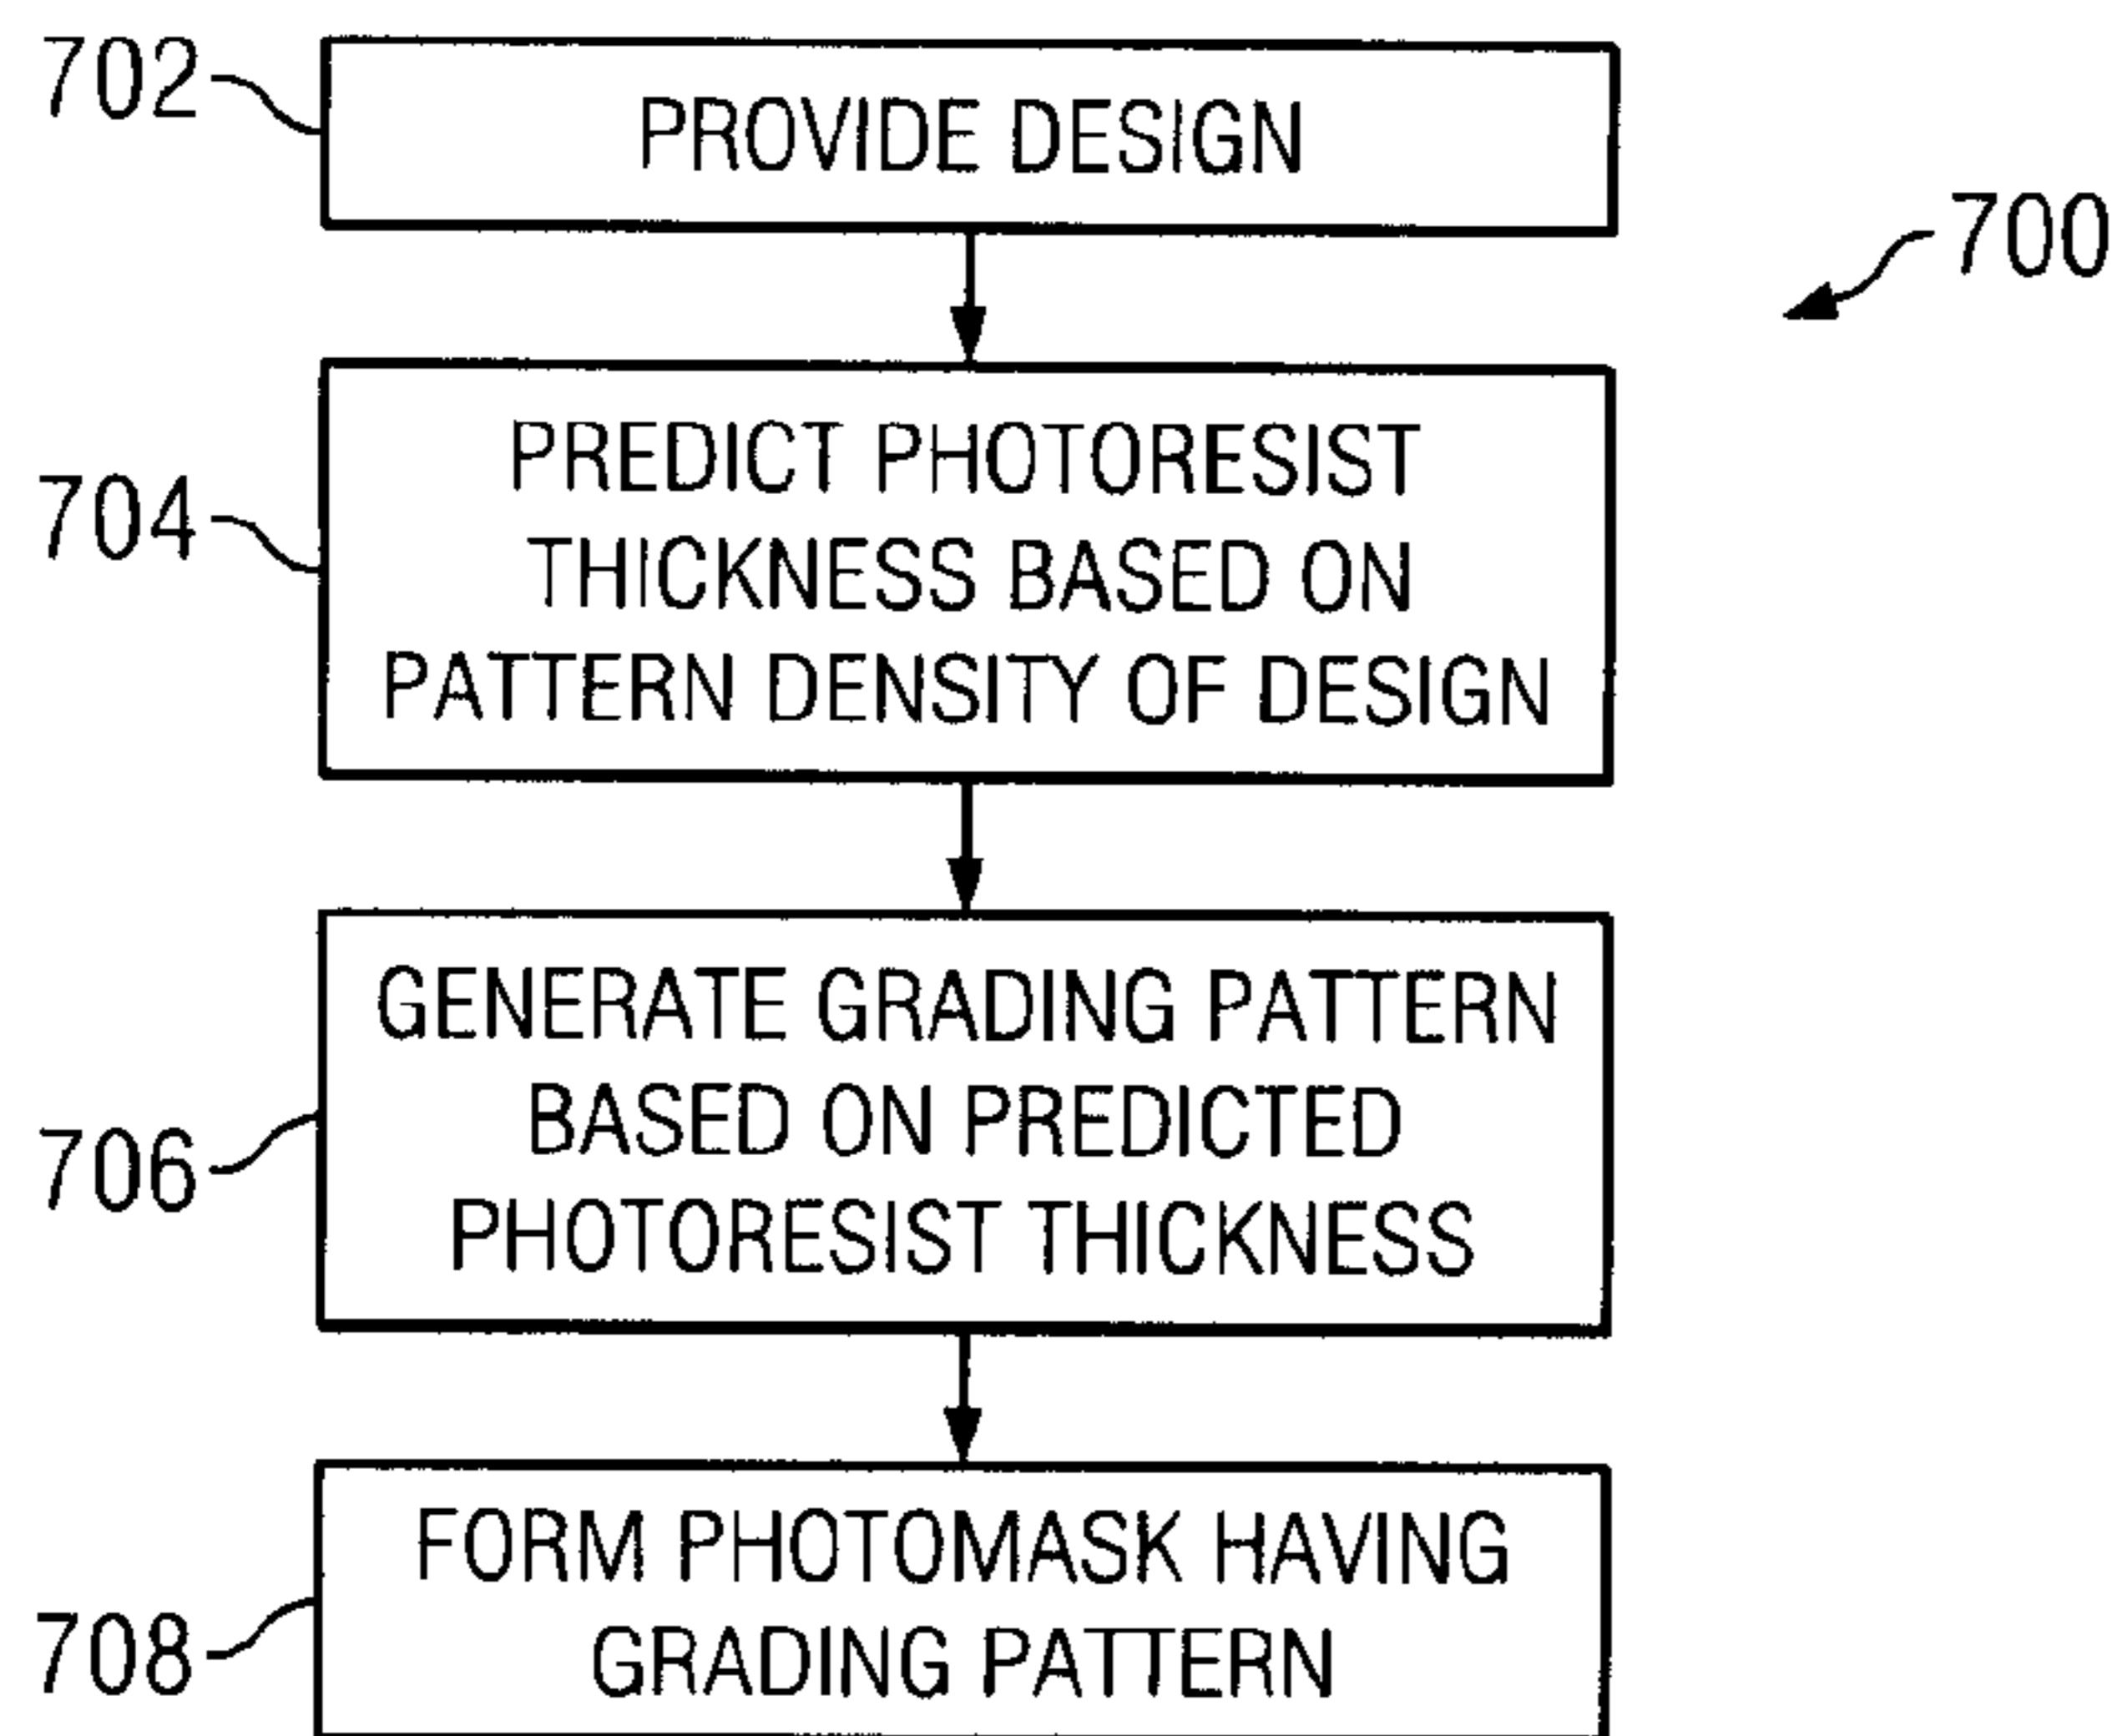 702
PROVIDE DESIGN
700
704
PREDICT PHOTORESIST
THICKNESS BASED ON
PATTERN DENSITY OF DESIGN
706
GENERATE GRADING PATTERN
BASED ON PREDICTED
PHOTORESIST THICKNESS
708
FORM PHOTOMASK HAVING
GRADING PATTERN